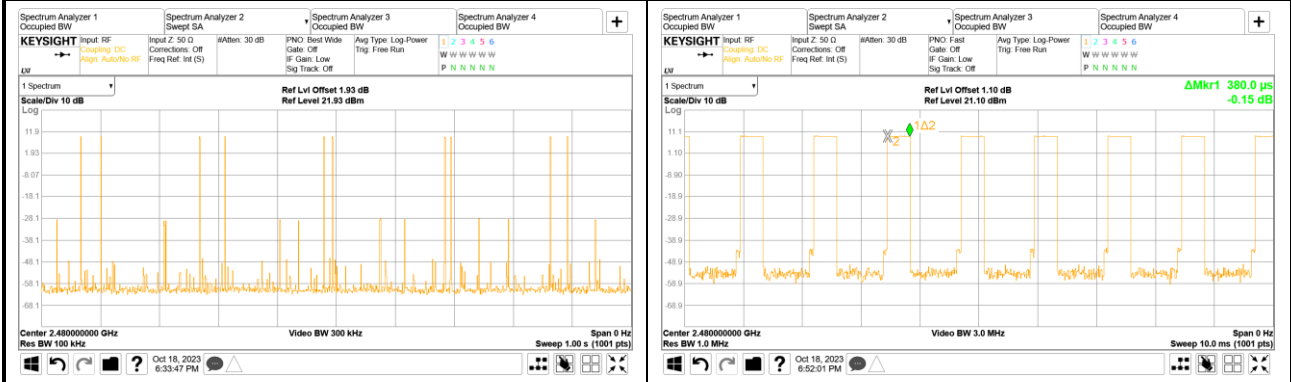 Spectrum Analyzer 1
Occupied BW
Spectrum Analyzer 2
Swept SA
Spectrum Analyzer 3
Occupied BW
Spectrum Analyzer 4
Occupied BW
KEYSIGHT
Input: RF
Coupling: DC
Align: Auto/No RF
Input Z: 50 Ω
Corrections: Off
Freq Ref: Int (S)
#Atten: 30 dB
PNO: Best Wide
Gate: Off
IF Gain: Low
Sig Track: Off
Avg Type: Log-Power
Trig: Free Run
1 2 3 4 5 6
W W W W W W
P N N N N N
LXI
1 Spectrum
Scale/Div 10 dB
Ref Lvl Offset 1.93 dB
Ref Level 21.93 dBm
Log
11.9
1.93
-8.07
-18.1
-28.1
-38.1
-48.1
-58.1
-68.1
Center 2.480000000 GHz
Video BW 300 kHz
Span 0 Hz
Res BW 100 kHz
Sweep 1.00 s (1001 pts)
Oct 18, 2023
6:33:47 PM
Spectrum Analyzer 1
Occupied BW
Spectrum Analyzer 2
Swept SA
Spectrum Analyzer 3
Occupied BW
Spectrum Analyzer 4
Occupied BW
KEYSIGHT
Input: RF
Coupling: DC
Align: Auto/No RF
Input Z: 50 Ω
Corrections: Off
Freq Ref: Int (S)
#Atten: 30 dB
PNO: Fast
Gate: Off
IF Gain: Low
Sig Track: Off
Avg Type: Log-Power
Trig: Free Run
1 2 3 4 5 6
W W W W W W
P N N N N N
LXI
1 Spectrum
Scale/Div 10 dB
Ref Lvl Offset 1.10 dB
Ref Level 21.10 dBm
ΔMkr1 380.0 µs
-0.15 dB
Log
1Δ2
X2
11.1
1.10
-8.90
-18.9
-28.9
-38.9
-48.9
-58.9
-68.9
Center 2.480000000 GHz
Video BW 3.0 MHz
Span 0 Hz
Res BW 1.0 MHz
Sweep 10.0 ms (1001 pts)
Oct 18, 2023
6:52:01 PM